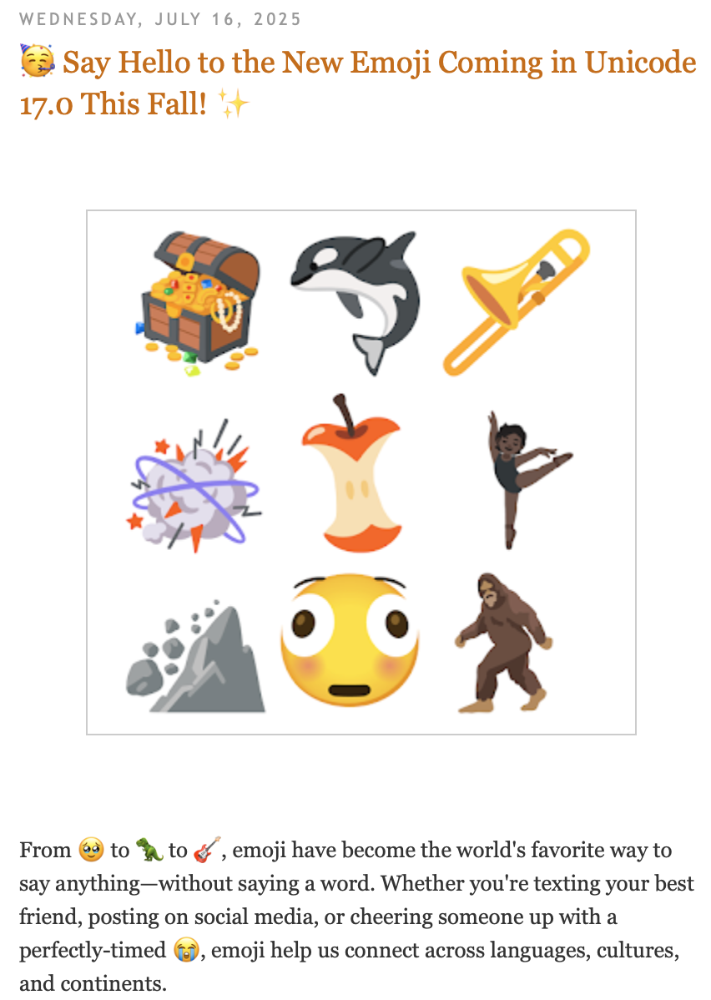 WEDNESDAY, JULY 16, 2025
🥳 Say Hello to the New Emoji Coming in Unicode
17.0 This Fall! ✨
From 🥹 to 🦖 to 🎸, emoji have become the world's favorite way to
say anything—without saying a word. Whether you're texting your best
friend, posting on social media, or cheering someone up with a
perfectly-timed 😭, emoji help us connect across languages, cultures,
and continents.